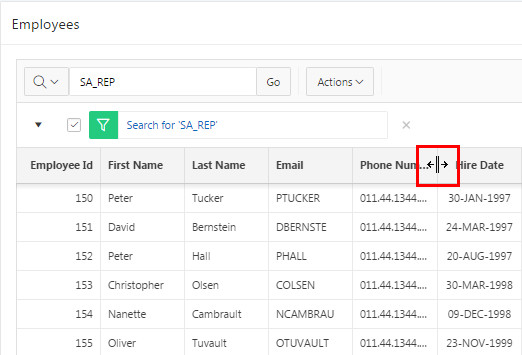 Employees
SA_REP Go Actions
Search for 'SA_REP'
Employee Id First Name Last Name Email Phone Num... Hire Date
150 Peter Tucker PTUCKER 011.44.1344.... 30-JAN-1997
151 David Bernstein DBERNSTE 011.44.1344.... 24-MAR-1997
152 Peter Hall PHALL 011.44.1344.... 20-AUG-1997
153 Christopher Olsen COLSEN 011.44.1344.... 30-MAR-1998
154 Nanette Cambrault NCAMBRAU 011.44.1344.... 09-DEC-1998
155 Oliver Tuvault OTUVAULT 011.44.1344.... 23-NOV-1999